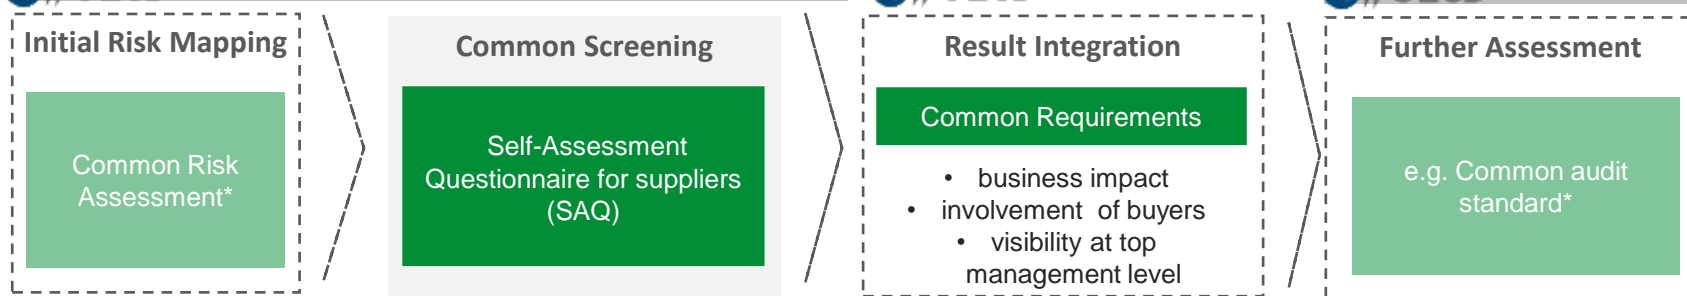 Initial Risk Mapping
Common Risk
Assessment*
Common Screening
Self-Assessment
Questionnaire for suppliers
(SAQ)
Result Integration
Common Requirements
• business impact
• involvement of buyers
• visibility at top
management level
Further Assessment
e.g. Common audit
standard*